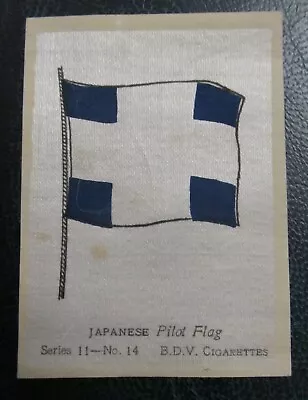 JAPANESE Pilot Flag
Series 11—No. 14 B.D.V. CIGARETTES